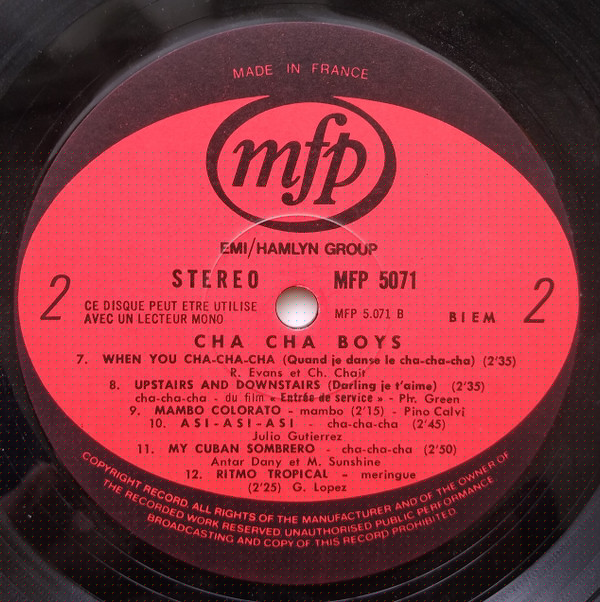 MADE IN FRANCE
mfp
EMI/HAMLYN GROUP
STEREO MFP 5071
2 CE DISQUE PEUT ETRE UTILISE MFP 5.071 B BIEM 2
AVEC UN LECTEUR MONO
CHA CHA BOYS
7. WHEN YOU CHA-CHA-CHA (Quand je danse le cha-cha-cha) (2'35)
R. Evans et Ch. Chait
8. UPSTAIRS AND DOWNSTAIRS (Darling je t'aime) (2'35)
cha-cha-cha - du film « Entrée de service » - Ph. Green
9. MAMBO COLORATO - mambo (2'15) - Pino Calvi
10. ASI-ASI-ASI - cha-cha-cha (2'45)
Julio Gutierrez
11. MY CUBAN SOMBRERO - cha-cha-cha (2'50)
Antar Dany et M. Sunshine
12. RITMO TROPICAL - meringue
(2'25) G. Lopez
COPYRIGHT RECORD. ALL RIGHTS OF THE MANUFACTURER AND OF THE OWNER OF
THE RECORDED WORK RESERVED. UNAUTHORISED PUBLIC PERFORMANCE
BROADCASTING AND COPY OF THIS RECORD PROHIBITED